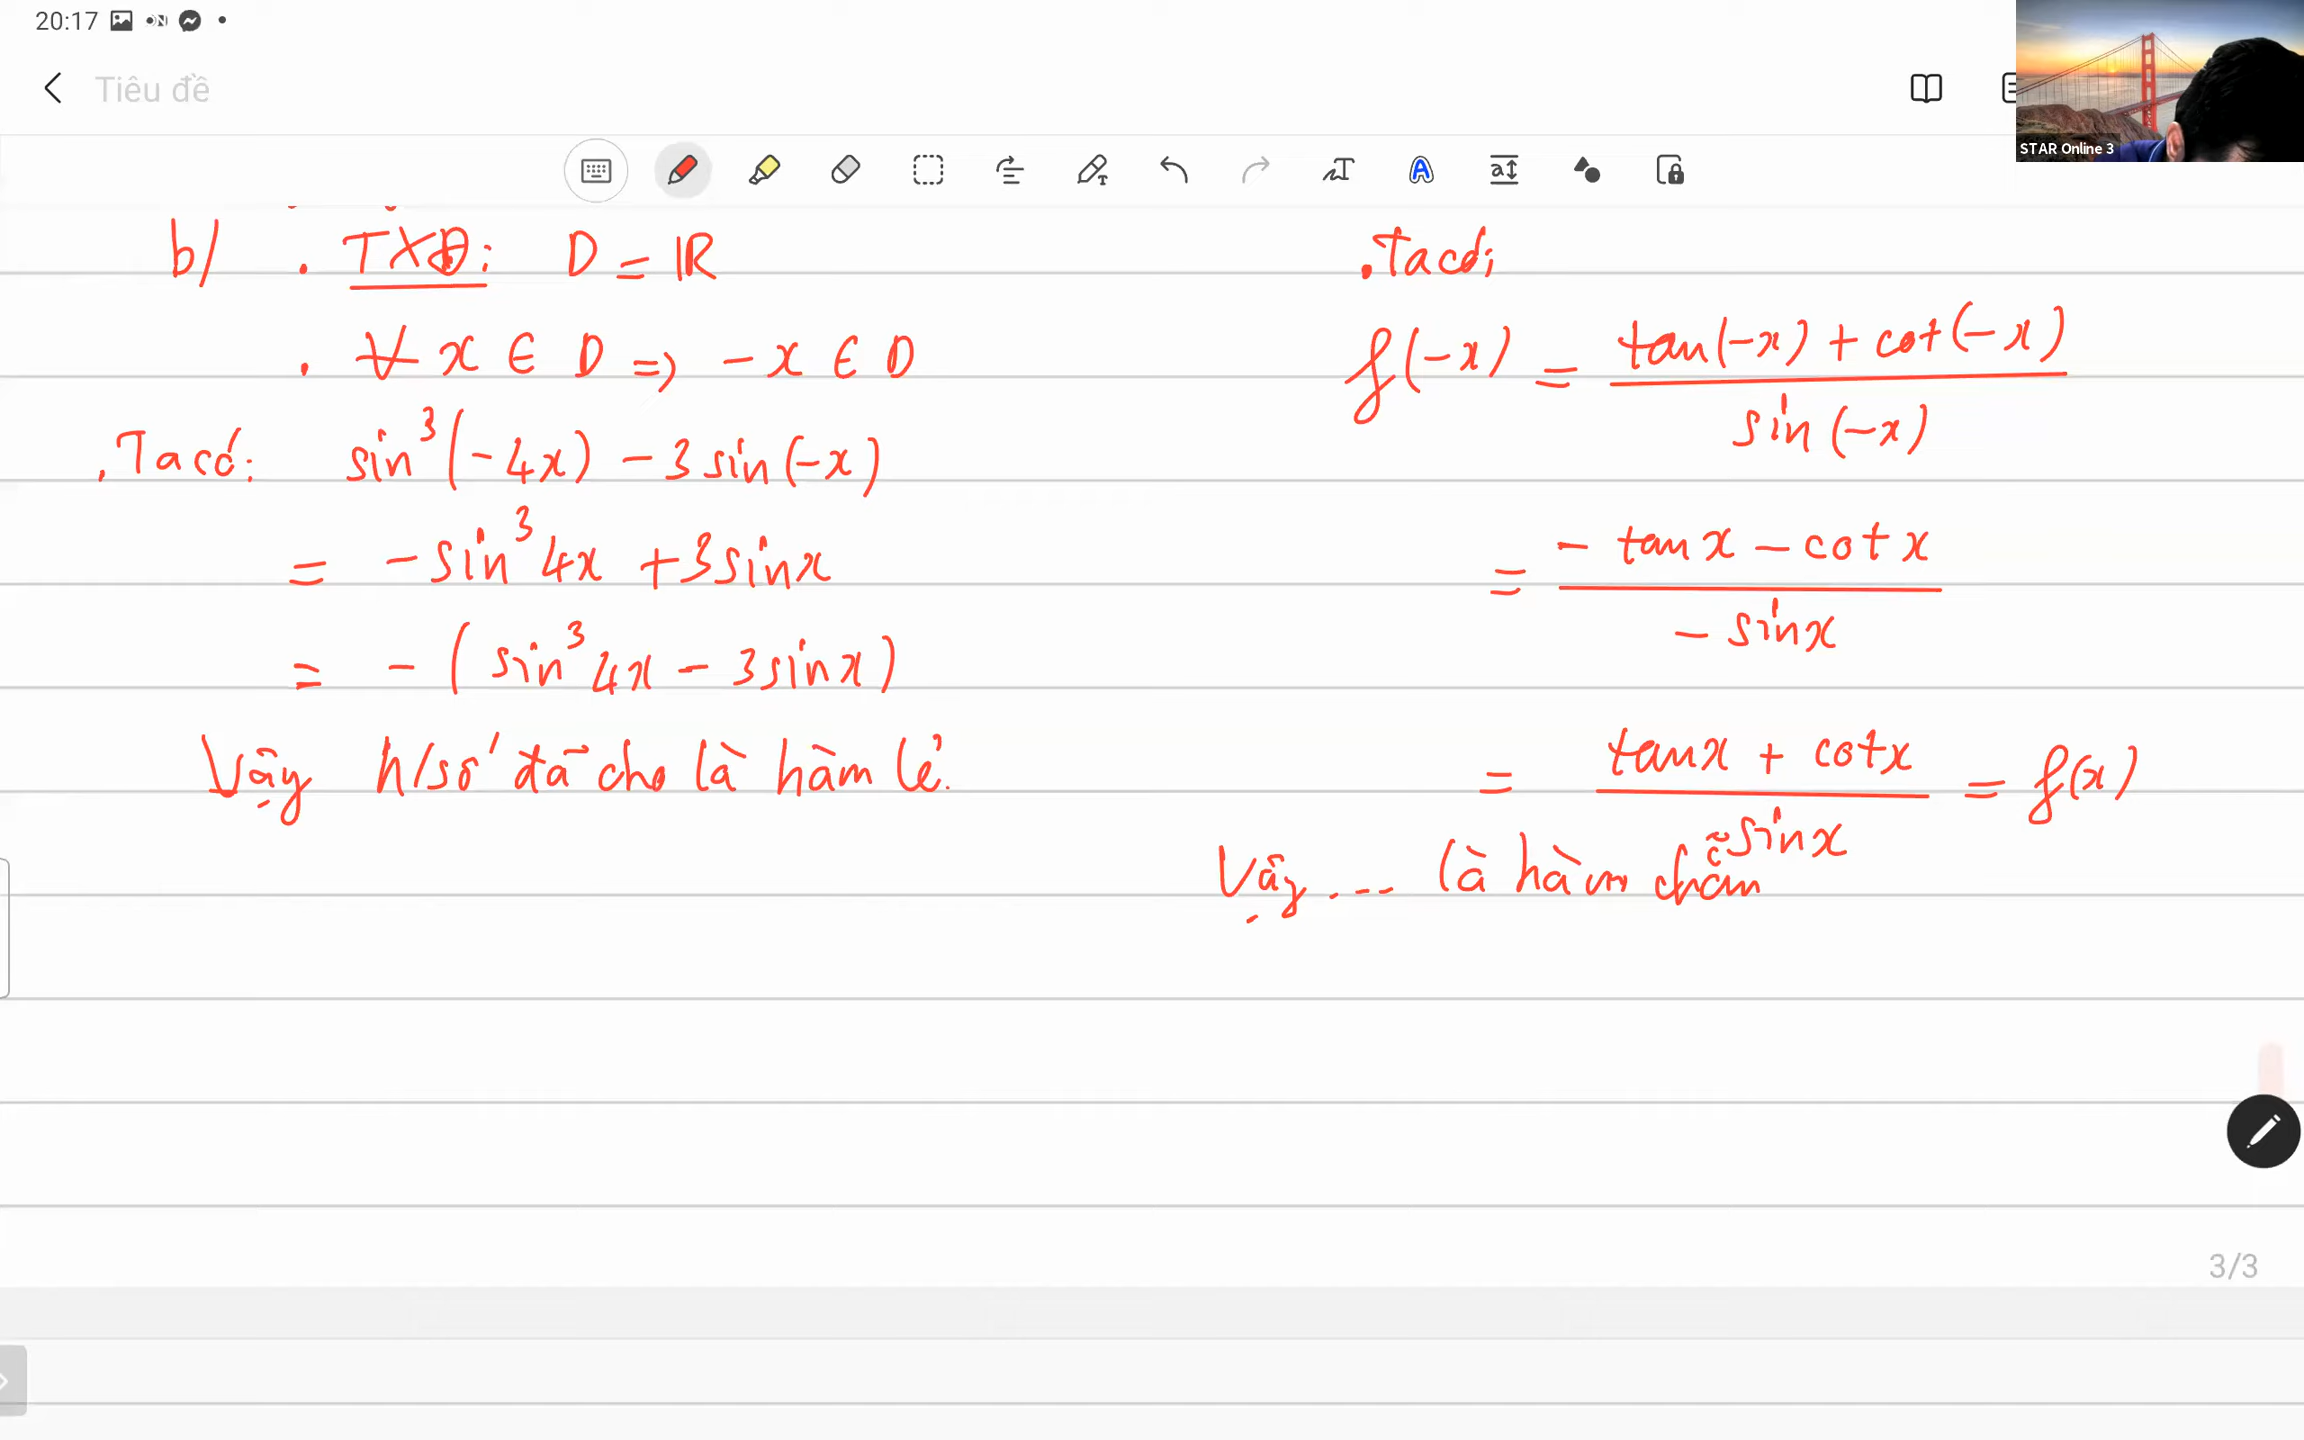 20:17
Tiêu đề
STAR Online 3
b/ . TXĐ: D = ℝ
. ∀ x ∈ D => -x ∈ D
. Ta có: sin³(-4x) - 3sin(-x)
= -sin³4x + 3sinx
= -(sin³4x - 3sinx)
Vậy h/số đã cho là hàm lẻ.
. Ta có:
f(-x) = (tan(-x) + cot(-x)) / sin(-x)
= (-tanx - cotx) / (-sinx)
= (tanx + cotx) / sinx = f(x)
Vậy ... là hàm chẵn
3/3